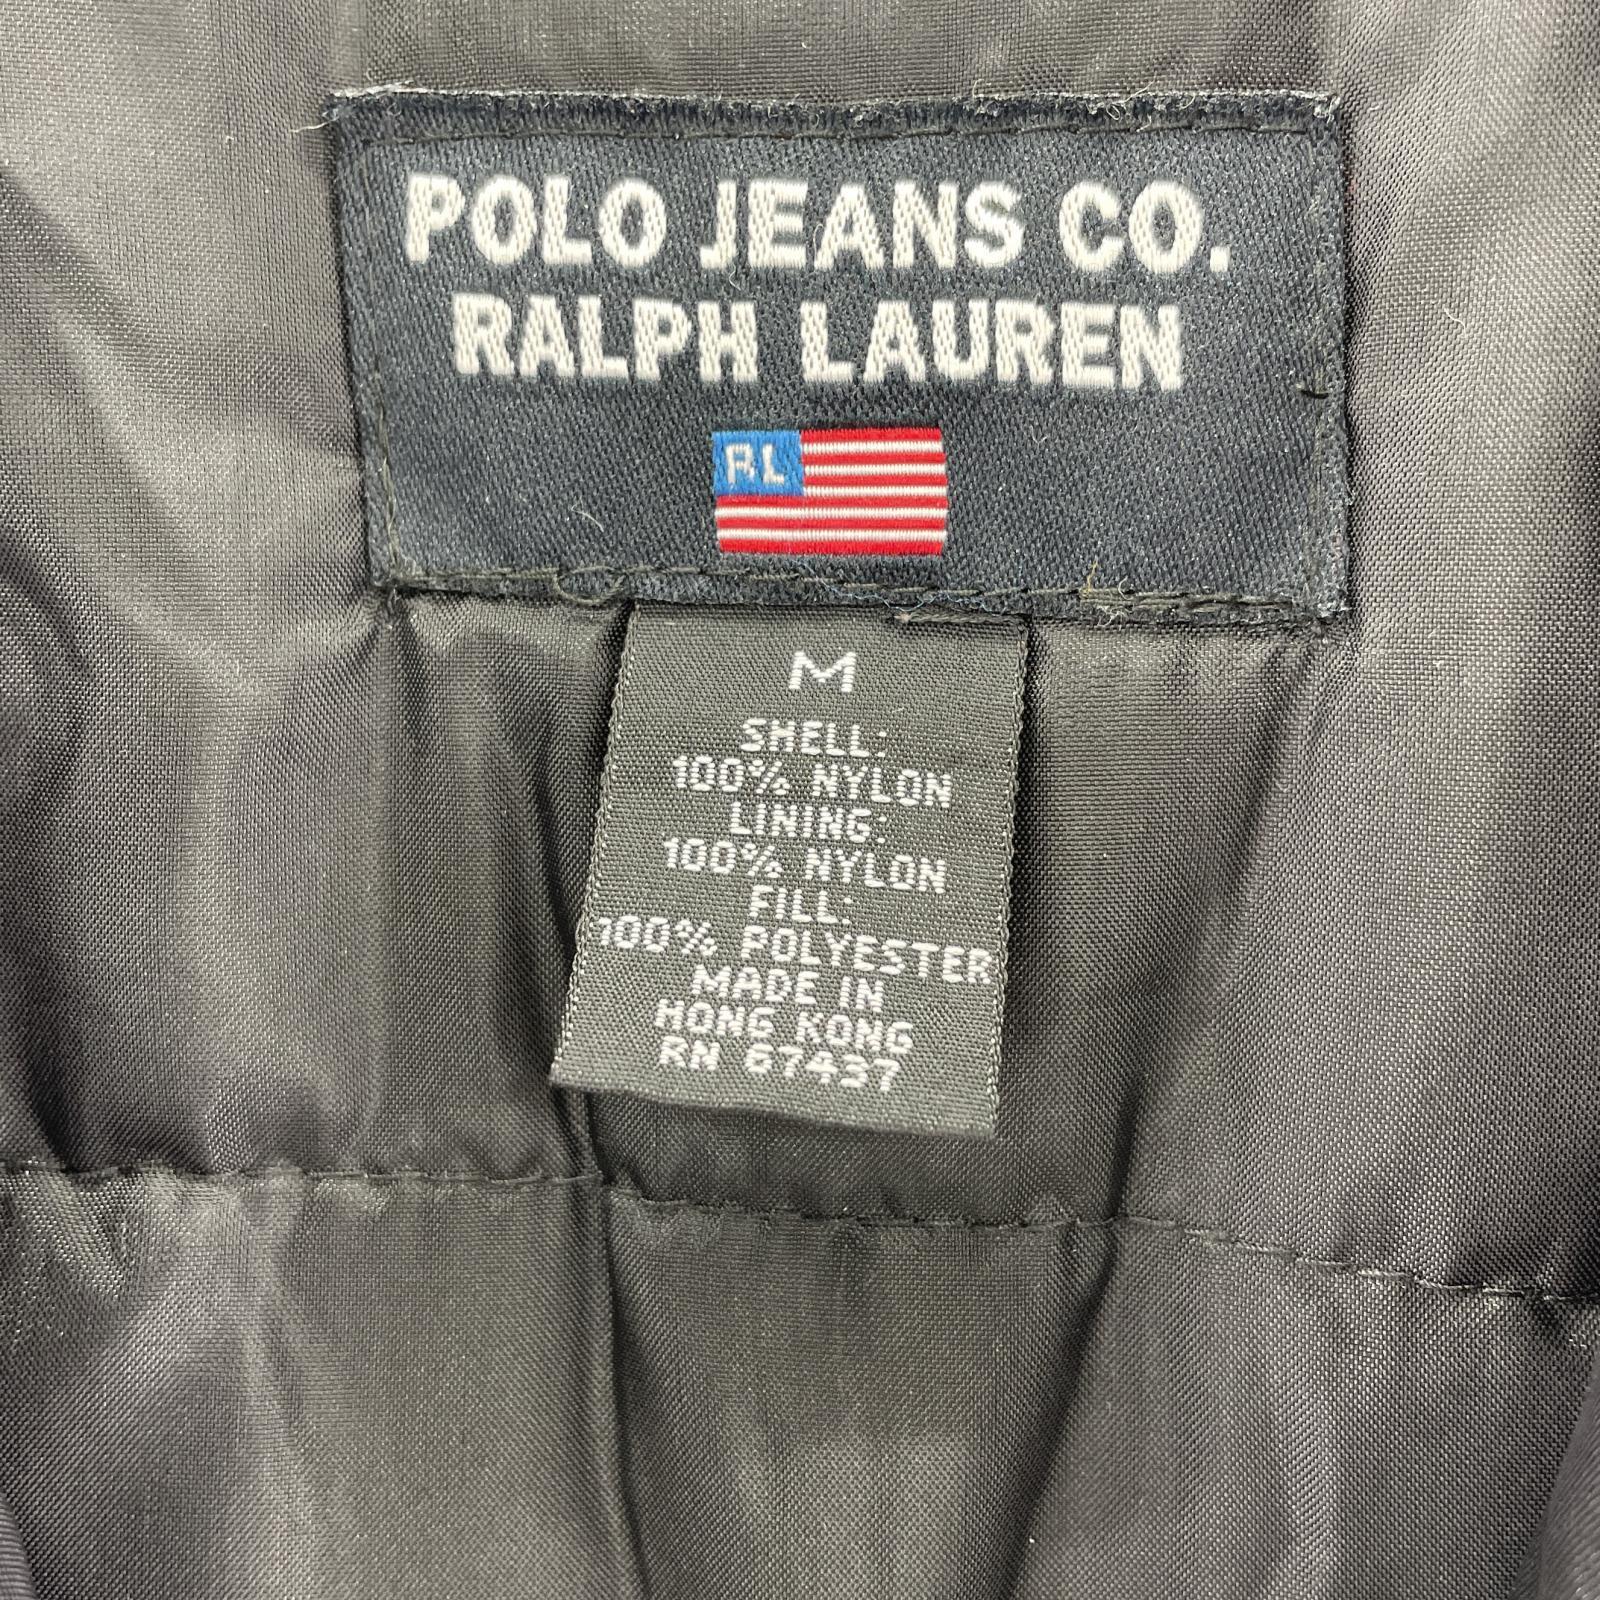 POLO JEANS CO.
RALPH LAUREN
RL
M
SHELL:
100% NYLON
LINING:
100% NYLON
FILL:
100% POLYESTER
MADE IN
HONG KONG
RN 67437